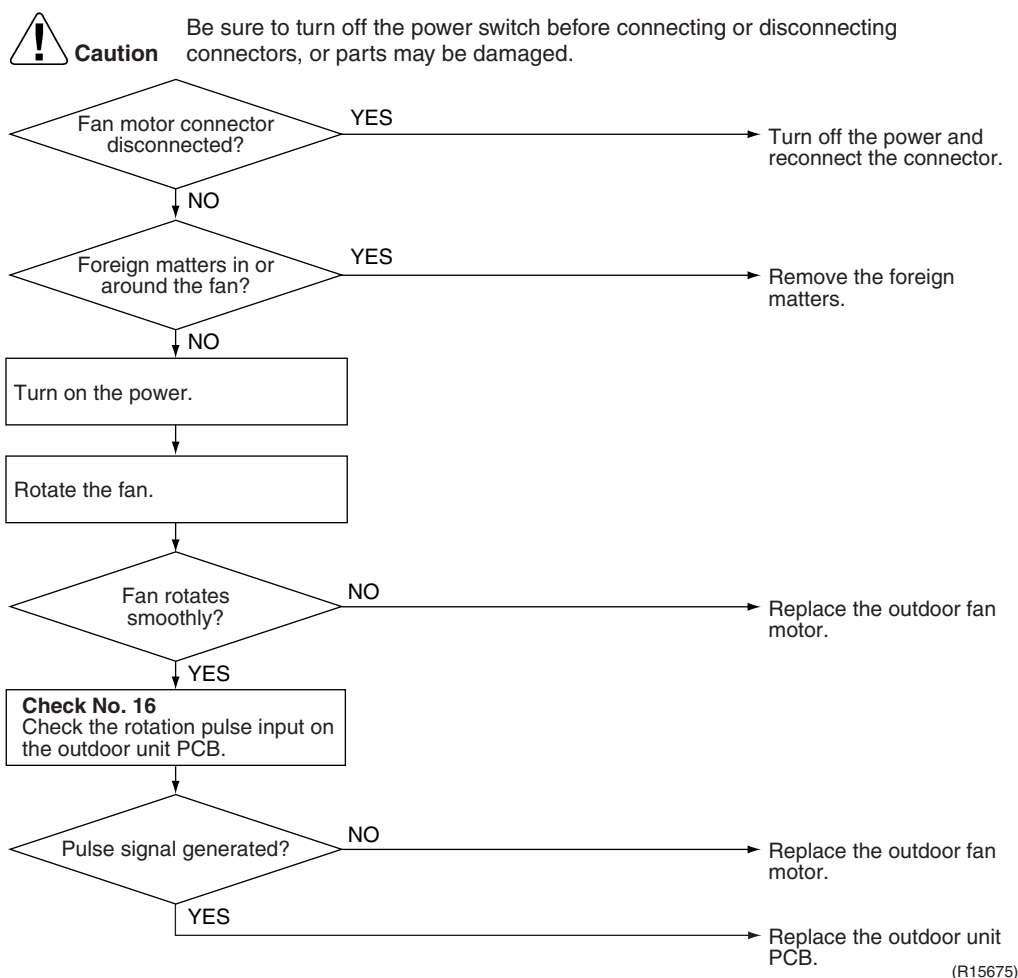 Be sure to turn off the power switch before connecting or disconnecting
Caution connectors, or parts may be damaged.
Fan motor connector
disconnected?
YES
Turn off the power and
reconnect the connector.
NO
Foreign matters in or
around the fan?
YES
Remove the foreign
matters.
NO
Turn on the power.
Rotate the fan.
Fan rotates
smoothly?
NO
Replace the outdoor fan
motor.
YES
Check No. 16
Check the rotation pulse input on
the outdoor unit PCB.
Pulse signal generated?
NO
Replace the outdoor fan
motor.
YES
Replace the outdoor unit
PCB.
(R15675)